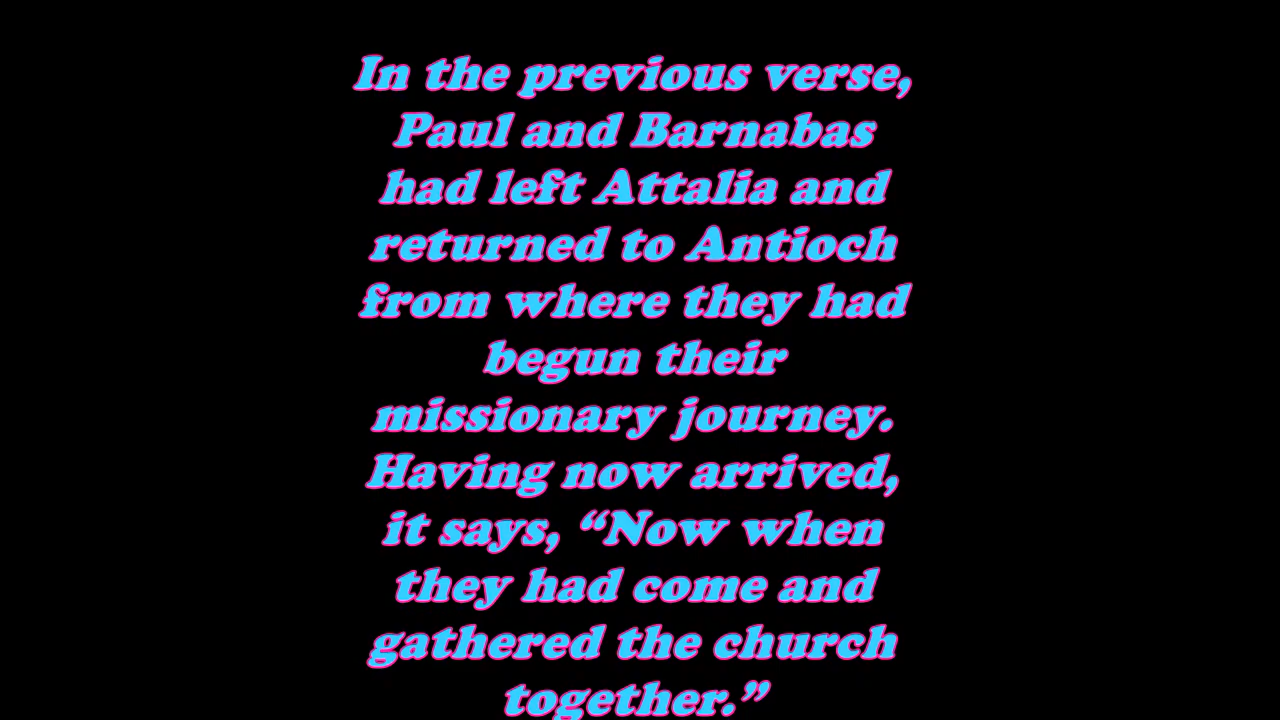 In the previous verse,
Paul and Barnabas
had left Attalia and
returned to Antioch
from where they had
begun their
missionary journey.
Having now arrived,
it says, “Now when
they had come and
gathered the church
together.”